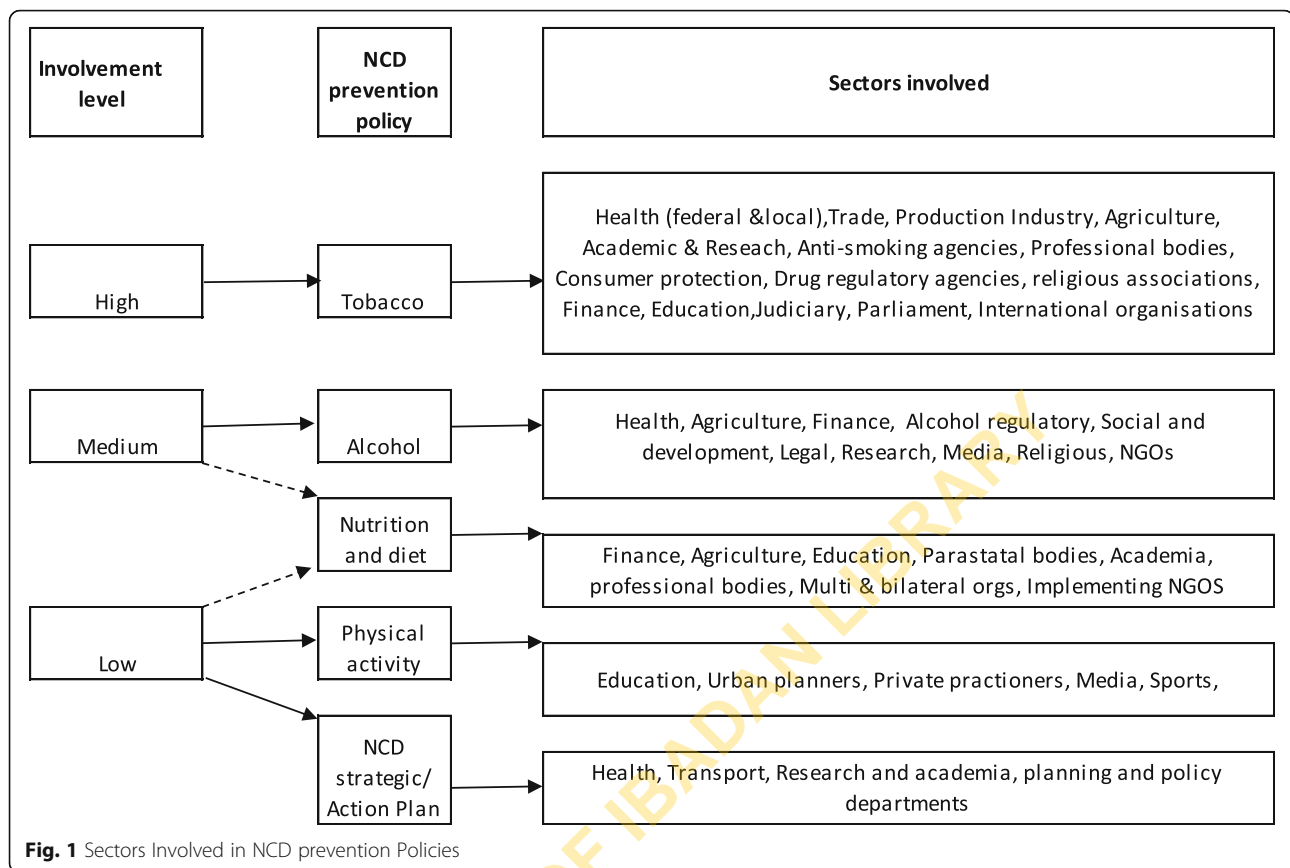 Involvement
level
NCD
prevention
policy
Sectors involved
High
Tobacco
Health (federal &local),Trade, Production Industry, Agriculture,
Academic & Reseach, Anti-smoking agencies, Professional bodies,
Consumer protection, Drug regulatory agencies, religious associations,
Finance, Education,Judiciary, Parliament, International organisations
Medium
Alcohol
Health, Agriculture, Finance, Alcohol regulatory, Social and
development, Legal, Research, Media, Religious, NGOs
Nutrition
and diet
Finance, Agriculture, Education, Parastatal bodies, Academia,
professional bodies, Multi & bilateral orgs, Implementing NGOS
Low
Physical
activity
Education, Urban planners, Private practioners, Media, Sports,
NCD
strategic/
Action Plan
Health, Transport, Research and academia, planning and policy
departments
Fig. 1 Sectors Involved in NCD prevention Policies
OF IBADAN LIBRARY